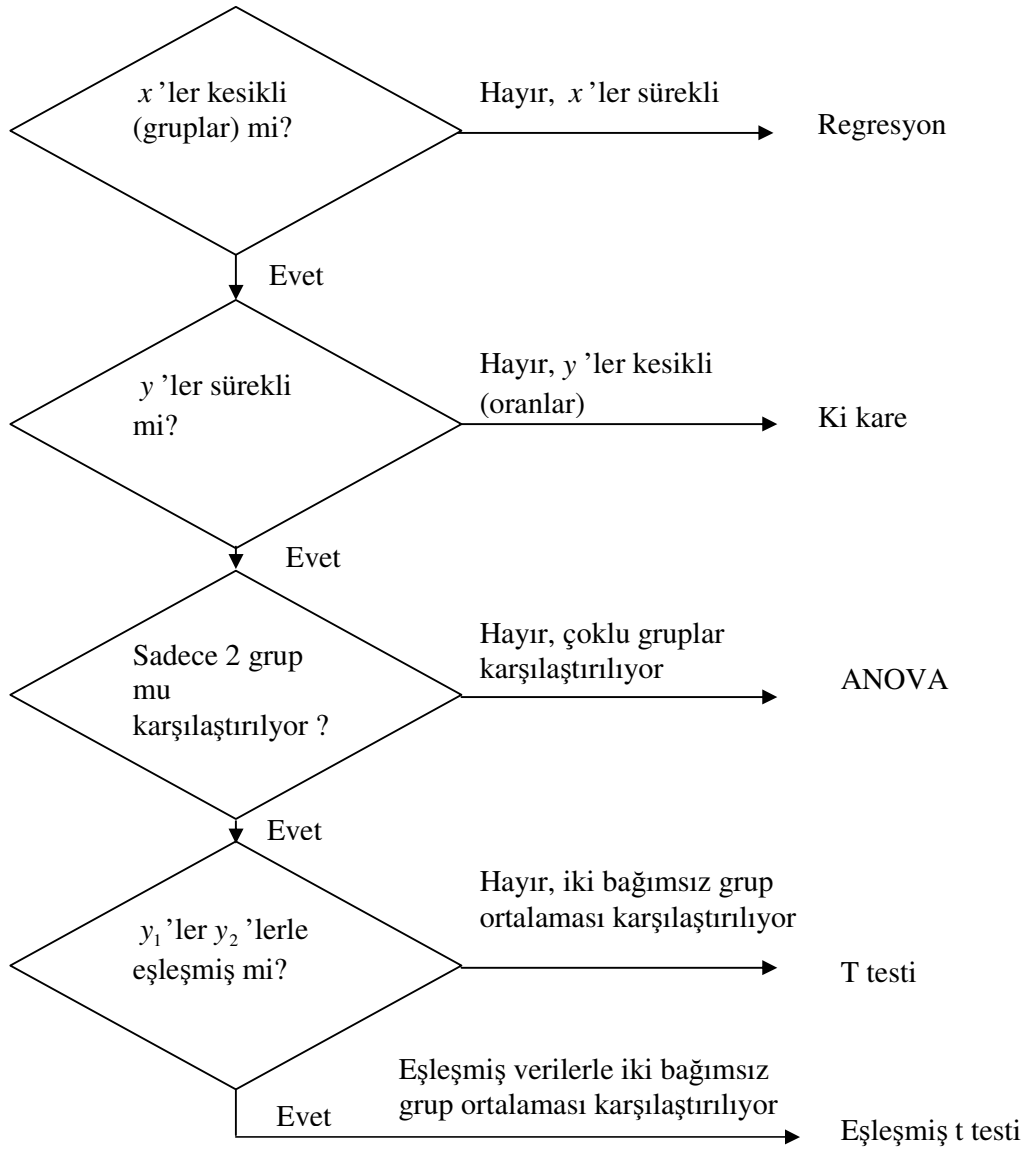 x 'ler kesikli
(gruplar) mi?
Hayır, x 'ler sürekli
Regresyon
Evet
y 'ler sürekli
mi?
Hayır, y 'ler kesikli
(oranlar)
Ki kare
Evet
Sadece 2 grup
mu
karşılaştırılyor ?
Hayır, çoklu gruplar
karşılaştırılıyor
ANOVA
Evet
y₁ 'ler y₂ 'lerle
eşleşmiş mi?
Hayır, iki bağımsız grup
ortalaması karşılaştırılıyor
T testi
Evet
Eşleşmiş verilerle iki bağımsız
grup ortalaması karşılaştırılıyor
Eşleşmiş t testi